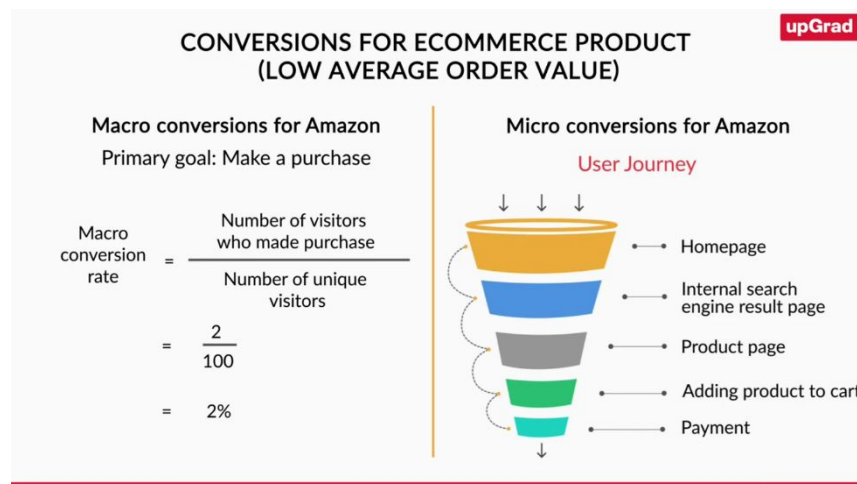 upGrad
CONVERSIONS FOR ECOMMERCE PRODUCT
(LOW AVERAGE ORDER VALUE)
Macro conversions for Amazon
Primary goal: Make a purchase
Macro
conversion
rate
=
Number of visitors
who made purchase
Number of unique
visitors
=
2
100
=
2%
Micro conversions for Amazon
User Journey
Homepage
Internal search
engine result page
Product page
Adding product to cart
Payment